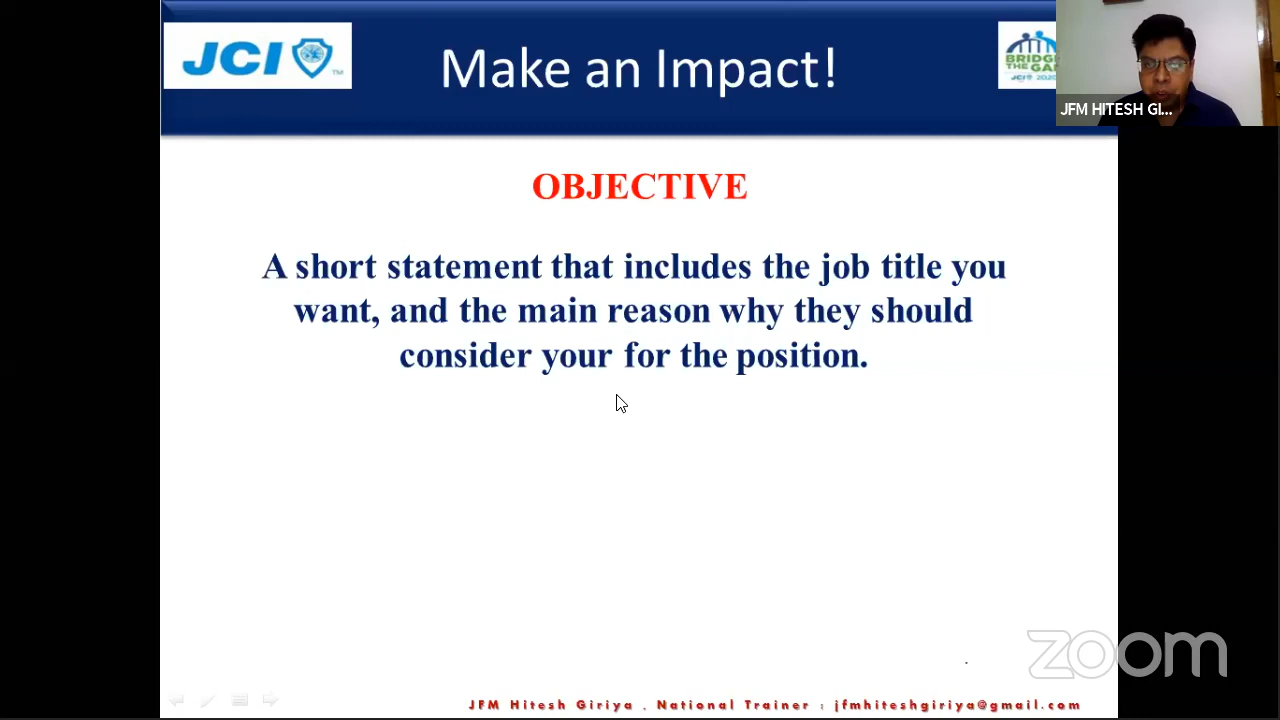 JCI
TM
Make an Impact!
BRIDGE
THE GA
JCI 2020
JFM HITESH GI...
OBJECTIVE
A short statement that includes the job title you
want, and the main reason why they should
consider your for the position.
zoom
JFM Hitesh Giriya , National Trainer : jfmhiteshgiriya@gmail.com